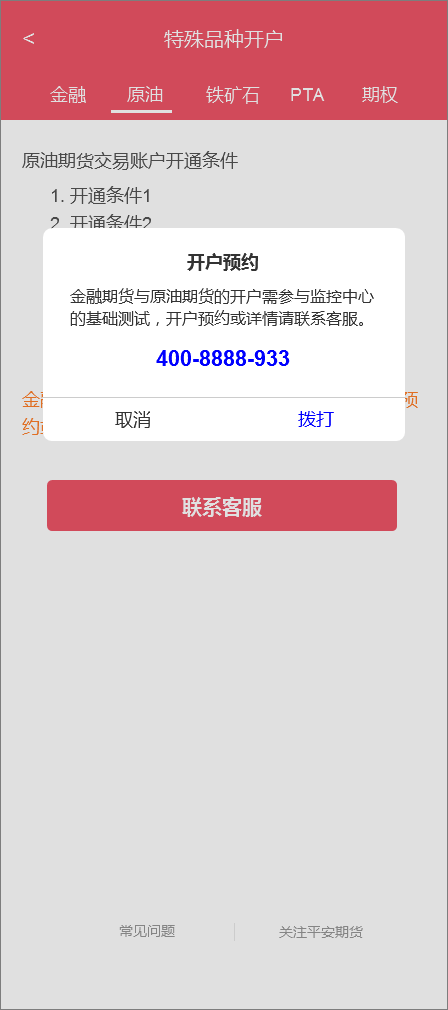 <
特殊品种开户
金融 原油 铁矿石 PTA 期权
原油期货交易账户开通条件
1. 开通条件1
2. 开通条件2
开户预约
金融期货与原油期货的开户需参与监控中心
的基础测试，开户预约或详情请联系客服。
400-8888-933
金 预
约
取消 拨打
联系客服
常见问题 关注平安期货